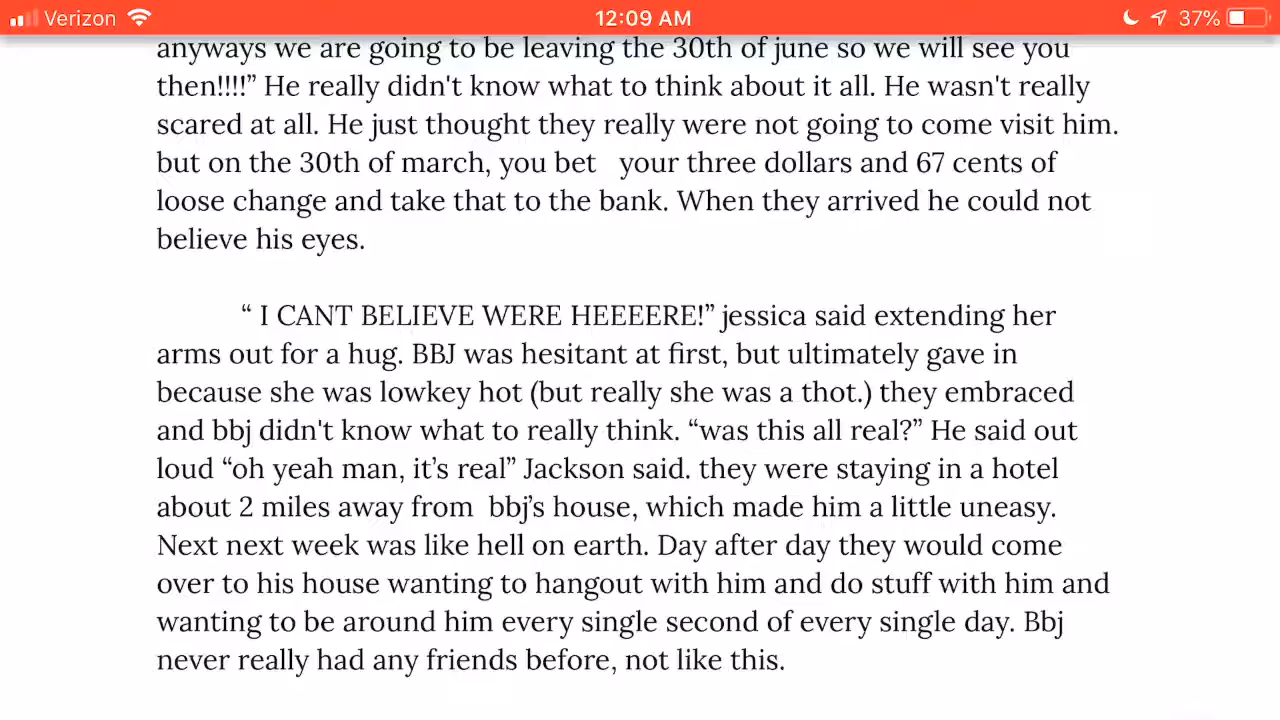 Verizon 12:09 AM 37%
anyways we are going to be leaving the 30th of june so we will see you
then!!!!” He really didn't know what to think about it all. He wasn't really
scared at all. He just thought they really were not going to come visit him.
but on the 30th of march, you bet   your three dollars and 67 cents of
loose change and take that to the bank. When they arrived he could not
believe his eyes.
“ I CANT BELIEVE WERE HEEEERE!” jessica said extending her
arms out for a hug. BBJ was hesitant at first, but ultimately gave in
because she was lowkey hot (but really she was a thot.) they embraced
and bbj didn't know what to really think. “was this all real?” He said out
loud “oh yeah man, it’s real” Jackson said. they were staying in a hotel
about 2 miles away from  bbj’s house, which made him a little uneasy.
Next next week was like hell on earth. Day after day they would come
over to his house wanting to hangout with him and do stuff with him and
wanting to be around him every single second of every single day. Bbj
never really had any friends before, not like this.